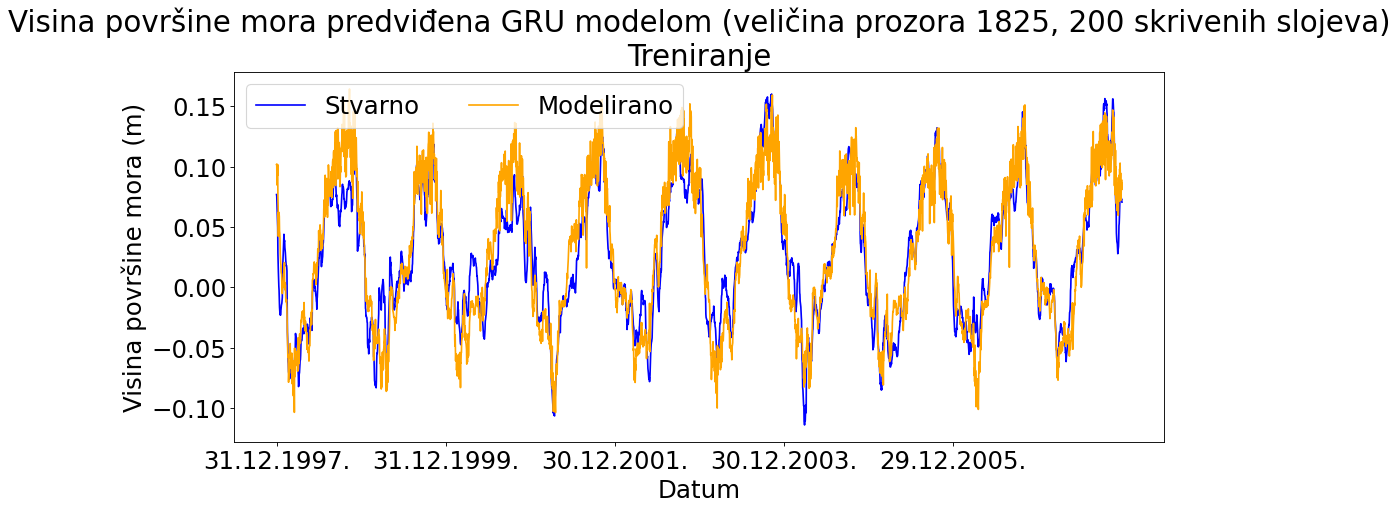 Visina površine mora predviđena GRU modelom (veličina prozora 1825, 200 skrivenih slojeva)
Treniranje
Stvarno Modelirano
Visina površine mora (m)
0.15
0.10
0.05
0.00
−0.05
−0.10
31.12.1997. 31.12.1999. 30.12.2001. 30.12.2003. 29.12.2005.
Datum